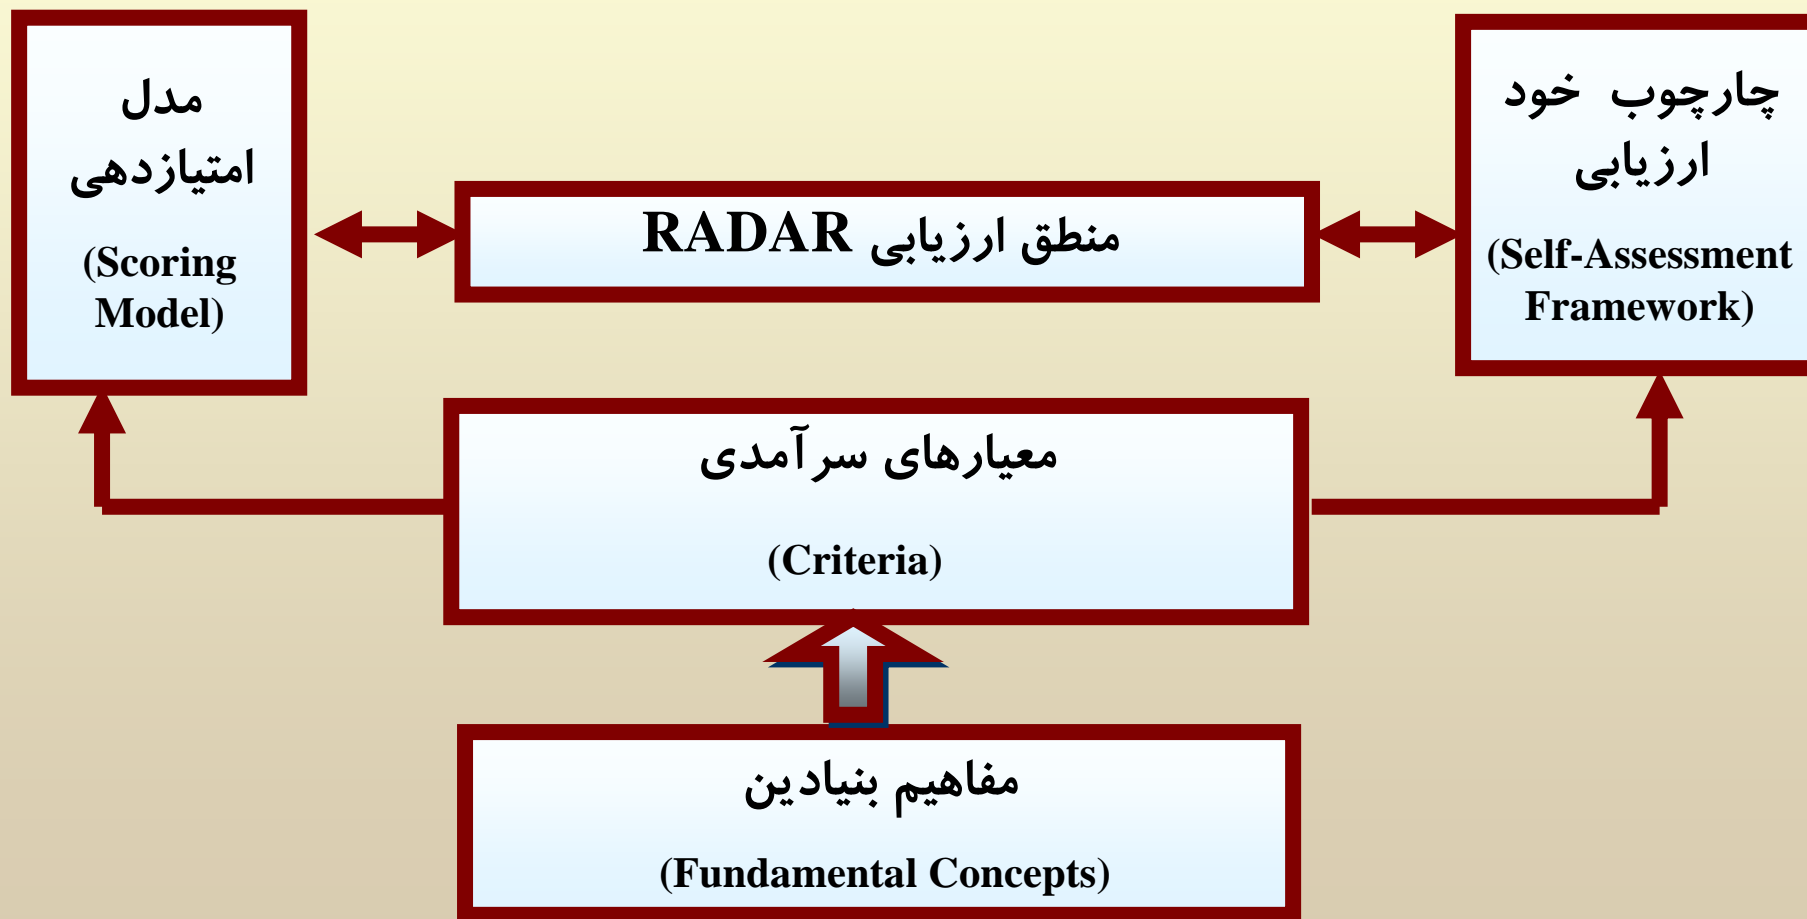 چارچوب خود
ارزیابی
(Self-Assessment
Framework)
منطق ارزیابی RADAR
مدل
امتیازدهی
(Scoring
Model)
معیارهای سرآمدی
(Criteria)
مفاهیم بنیادین
(Fundamental Concepts)